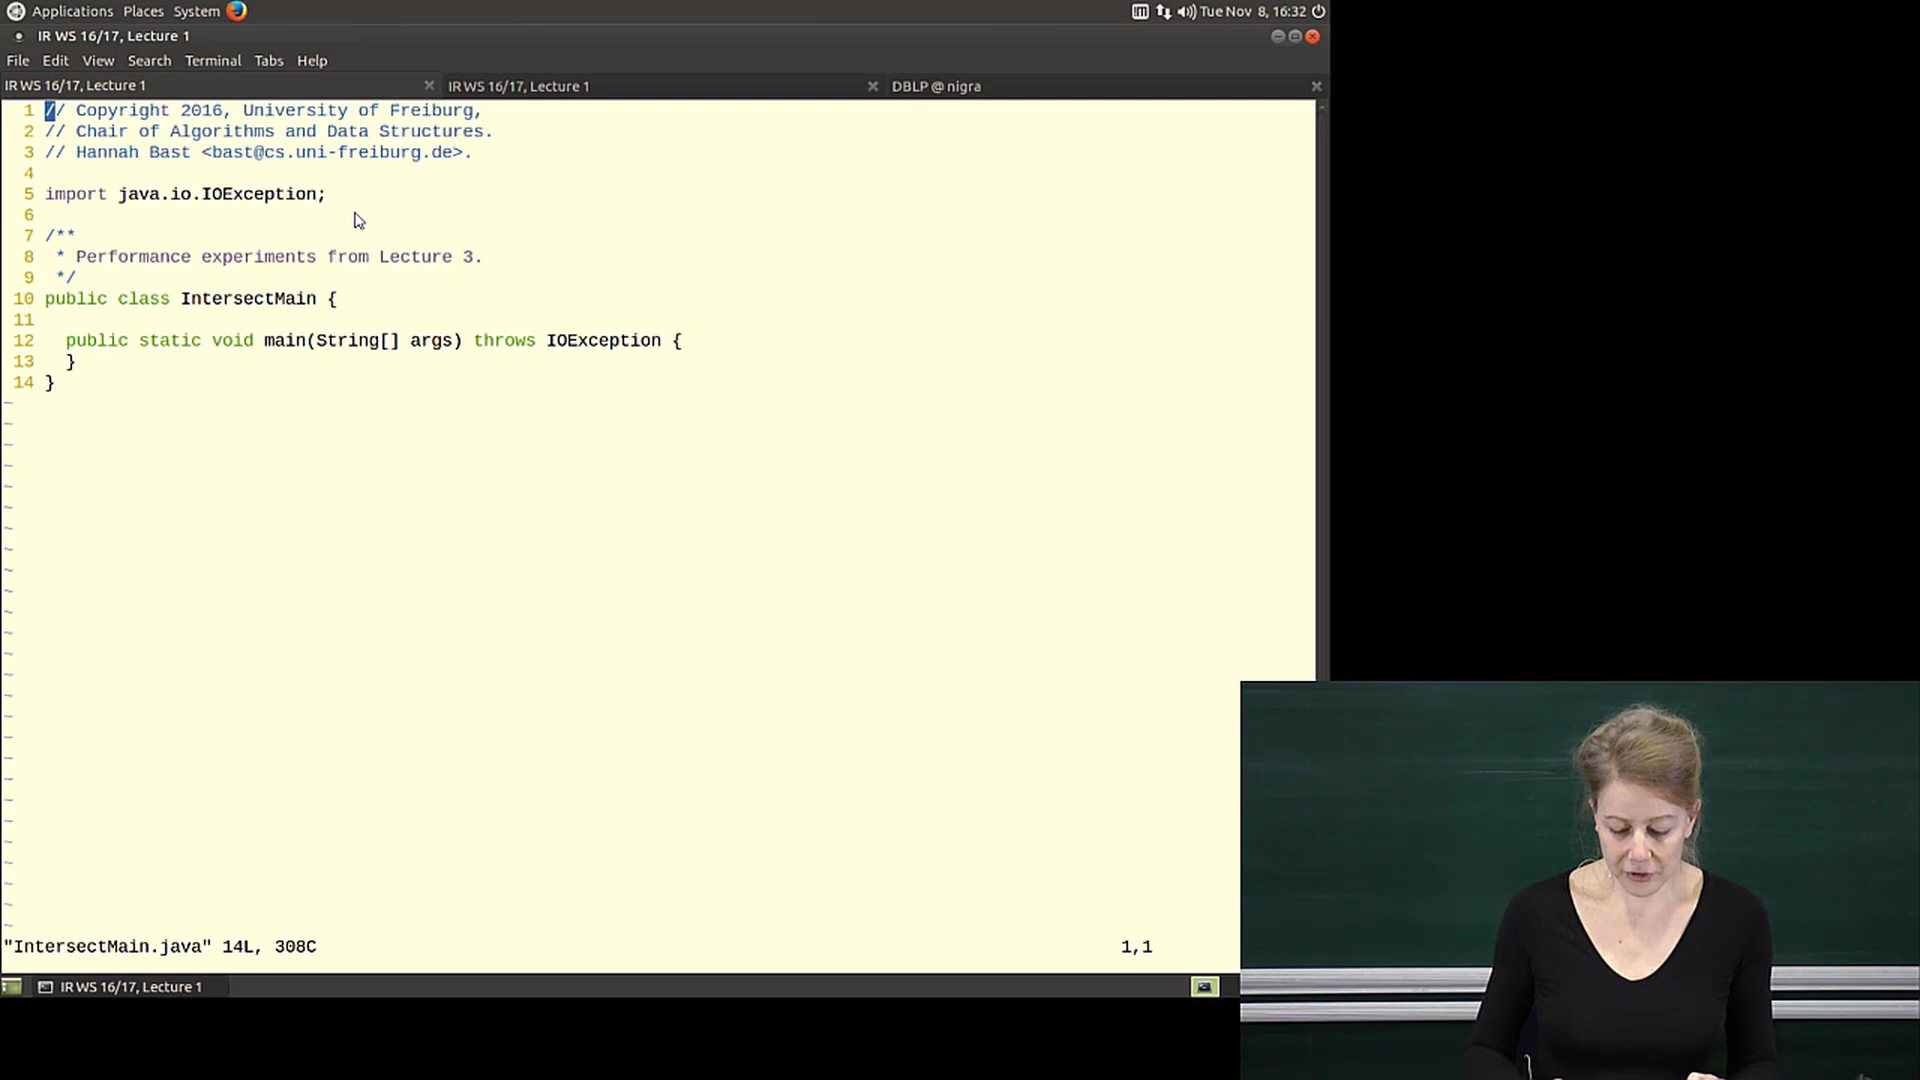 Applications Places System Tue Nov 8, 16:32
IR WS 16/17, Lecture 1
File Edit View Search Terminal Tabs Help
IR WS 16/17, Lecture 1 IR WS 16/17, Lecture 1 DBLP @ nigra
1 // Copyright 2016, University of Freiburg,
2 // Chair of Algorithms and Data Structures.
3 // Hannah Bast <bast@cs.uni-freiburg.de>.
4
5 import java.io.IOException;
6
7 /**
8 * Performance experiments from Lecture 3.
9 */
10 public class IntersectMain {
11
12 public static void main(String[] args) throws IOException {
13 }
14 }
"IntersectMain.java" 14L, 308C 1,1
IR WS 16/17, Lecture 1